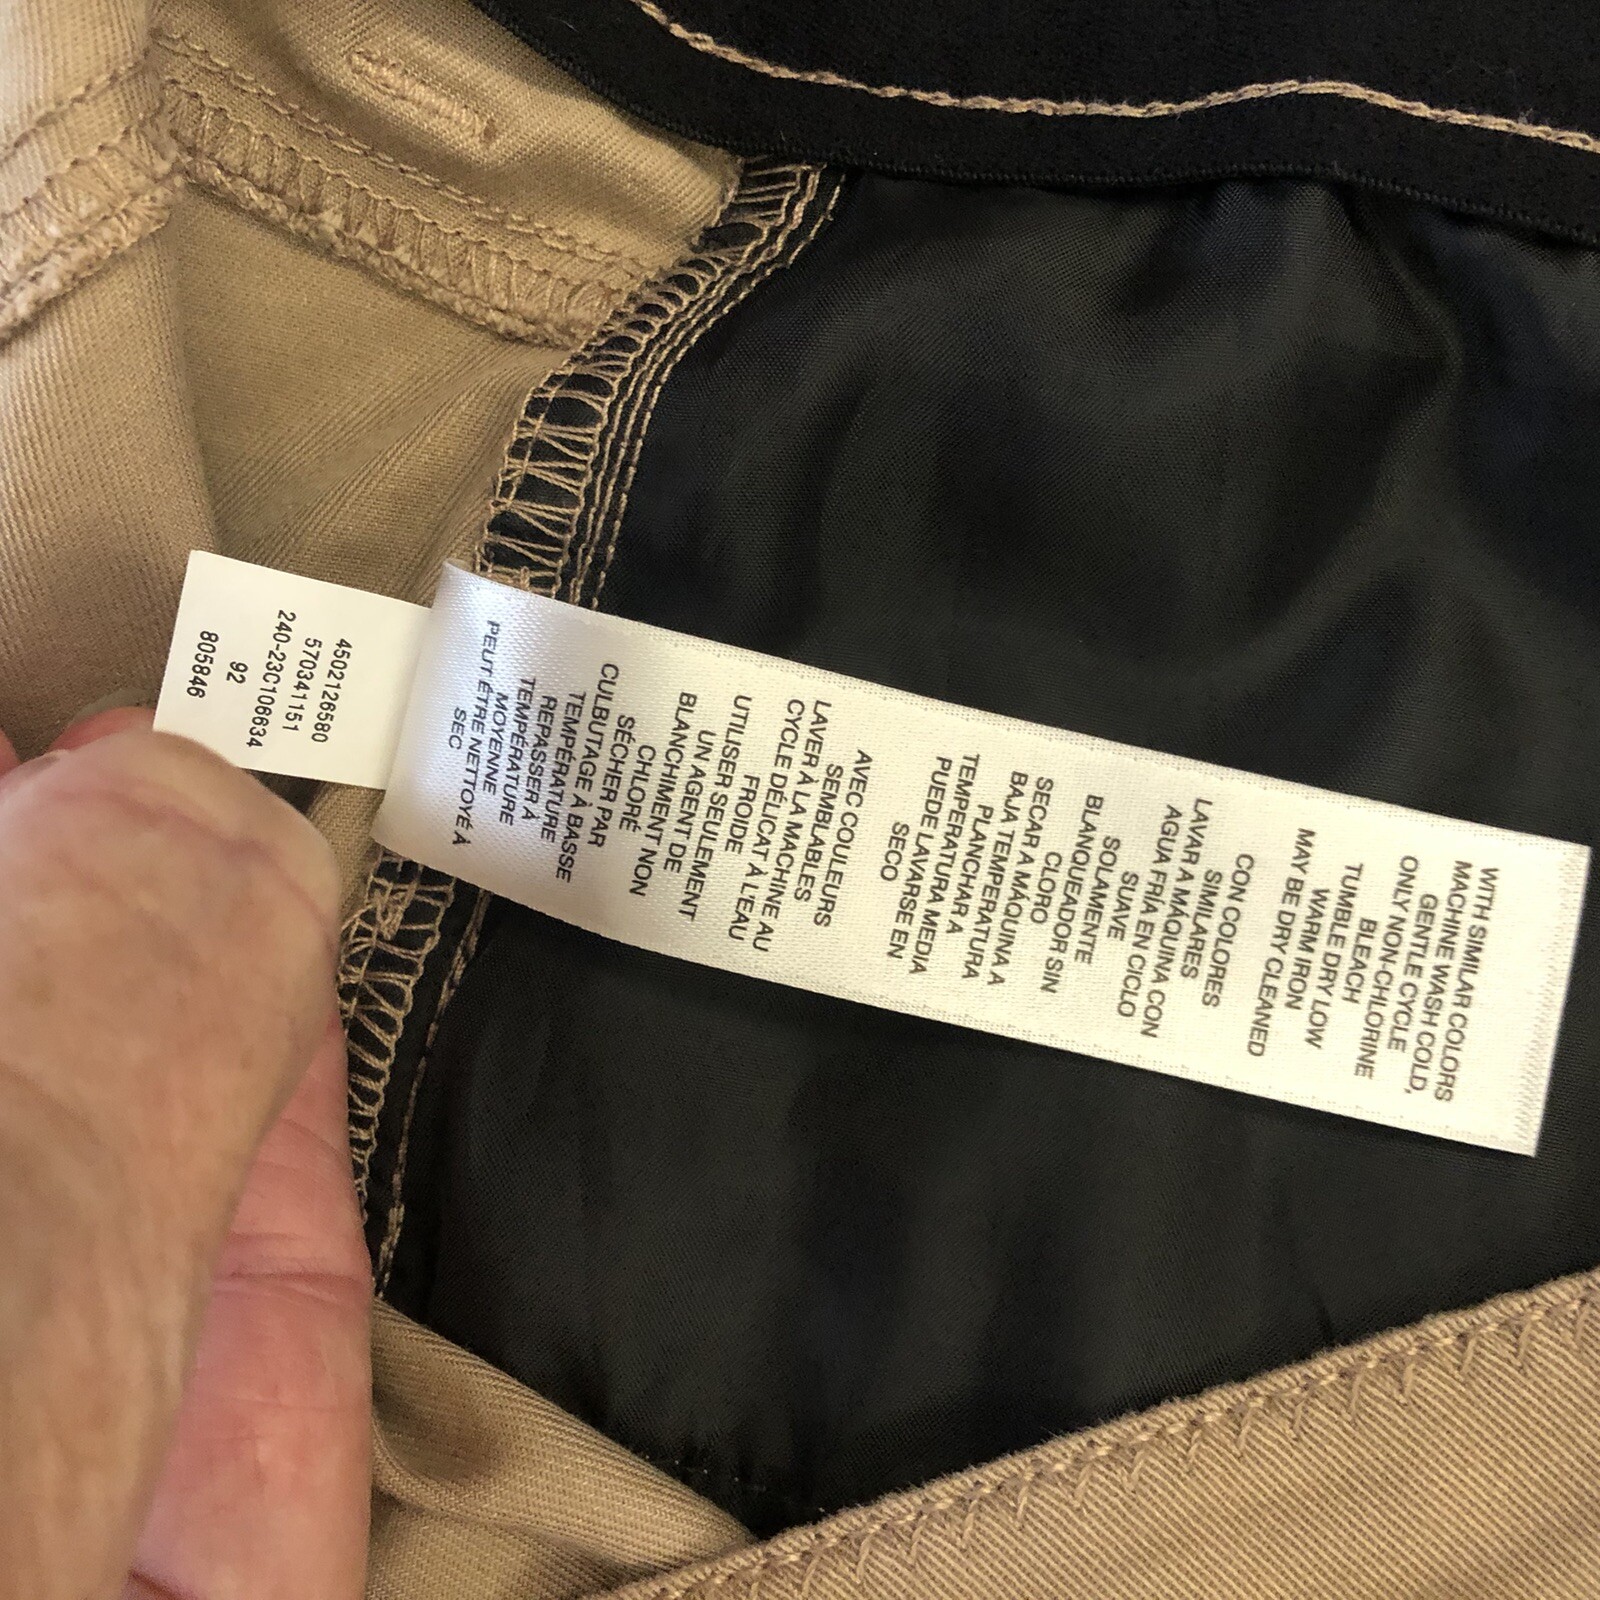 WITH SIMILAR COLORS
MACHINE WASH COLD,
GENTLE CYCLE
ONLY NON-CHLORINE
BLEACH
TUMBLE DRY LOW
WARM IRON
MAY BE DRY CLEANED
CON COLORES
SIMILARES
LAVAR A MÁQUINA CON
AGUA FRÍA EN CICLO
SUAVE
SOLAMENTE
BLANQUEADOR SIN
CLORO
SECAR A MÁQUINA A
BAJA TEMPERATURA
PLANCHAR A
TEMPERATURA MEDIA
PUEDE LAVARSE EN
SECO
AVEC COULEURS
SEMBLABLES
LAVER À LA MACHINE AU
CYCLE DÉLICAT À L'EAU
FROIDE
UTILISER SEULEMENT
UN AGENT DE
BLANCHIMENT NON
CHLORÉ
SÉCHER PAR
CULBUTAGE À BASSE
TEMPÉRATURE
REPASSER À
TEMPÉRATURE
MOYENNE
PEUT ÊTRE NETTOYÉ À
SEC
4502126580
570341151
240-23C106634
92
805846